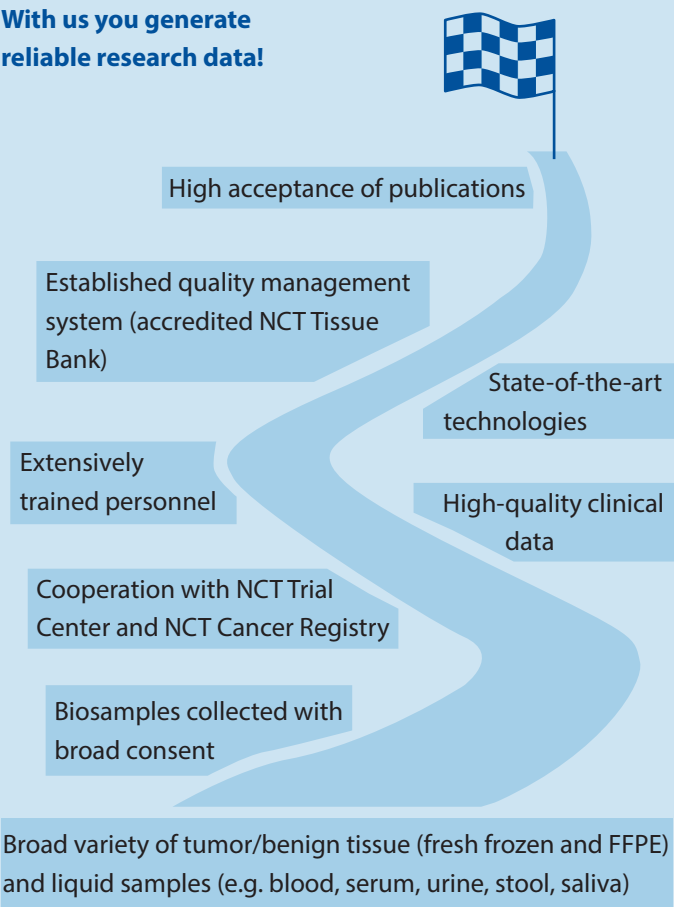 With us you generate
reliable research data!
High acceptance of publications
Established quality management
system (accredited NCT Tissue
Bank)
State-of-the-art
technologies
Extensively
trained personnel
High-quality clinical
data
Cooperation with NCT Trial
Center and NCT Cancer Registry
Biosamples collected with
broad consent
Broad variety of tumor/benign tissue (fresh frozen and FFPE)
and liquid samples (e.g. blood, serum, urine, stool, saliva)